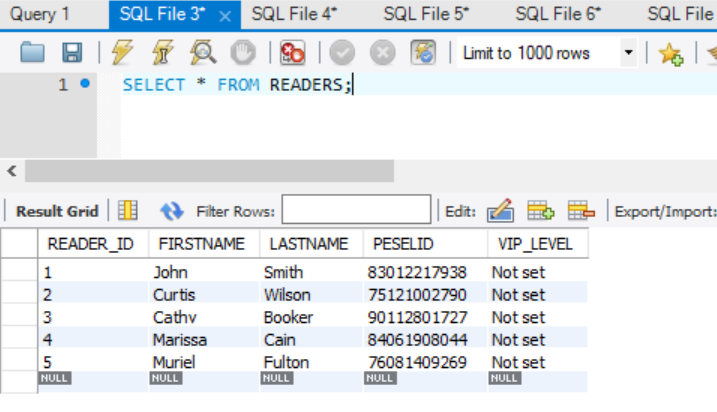 Query 1 SQL File 3* × SQL File 4* SQL File 5* SQL File 6* SQL File
Limit to 1000 rows
1 SELECT * FROM READERS;
Result Grid Filter Rows: Edit: Export/Import:
READER_ID FIRSTNAME LASTNAME PESELID VIP_LEVEL
1 John Smith 83012217938 Not set
2 Curtis Wilson 75121002790 Not set
3 Cathy Booker 90112801727 Not set
4 Marissa Cain 84061908044 Not set
5 Muriel Fulton 76081409269 Not set
NULL NULL NULL NULL NULL